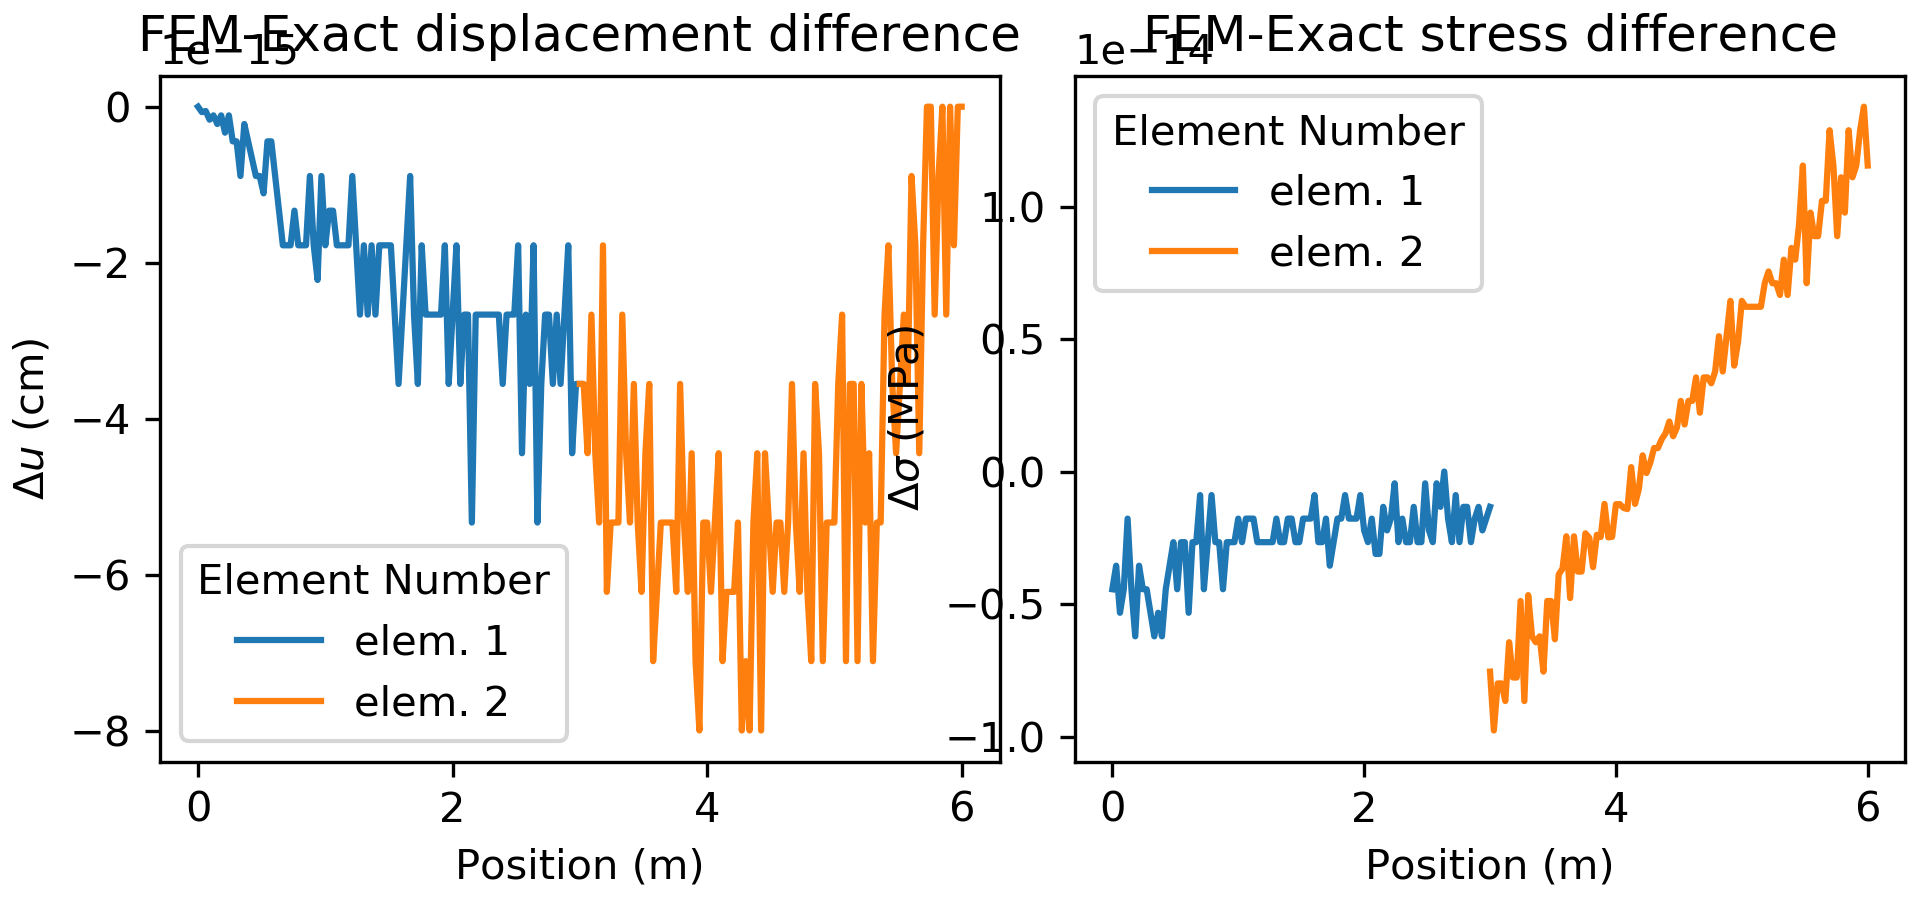 FEM-Exact displacement difference
1e−15
0
−2
−4
−6
−8
Δu (cm)
Element Number
elem. 1
elem. 2
0 2 4 6
Position (m)
FEM-Exact stress difference
1e−14
1.0
0.5
0.0
−0.5
−1.0
Δσ (MPa)
Element Number
elem. 1
elem. 2
0 2 4 6
Position (m)